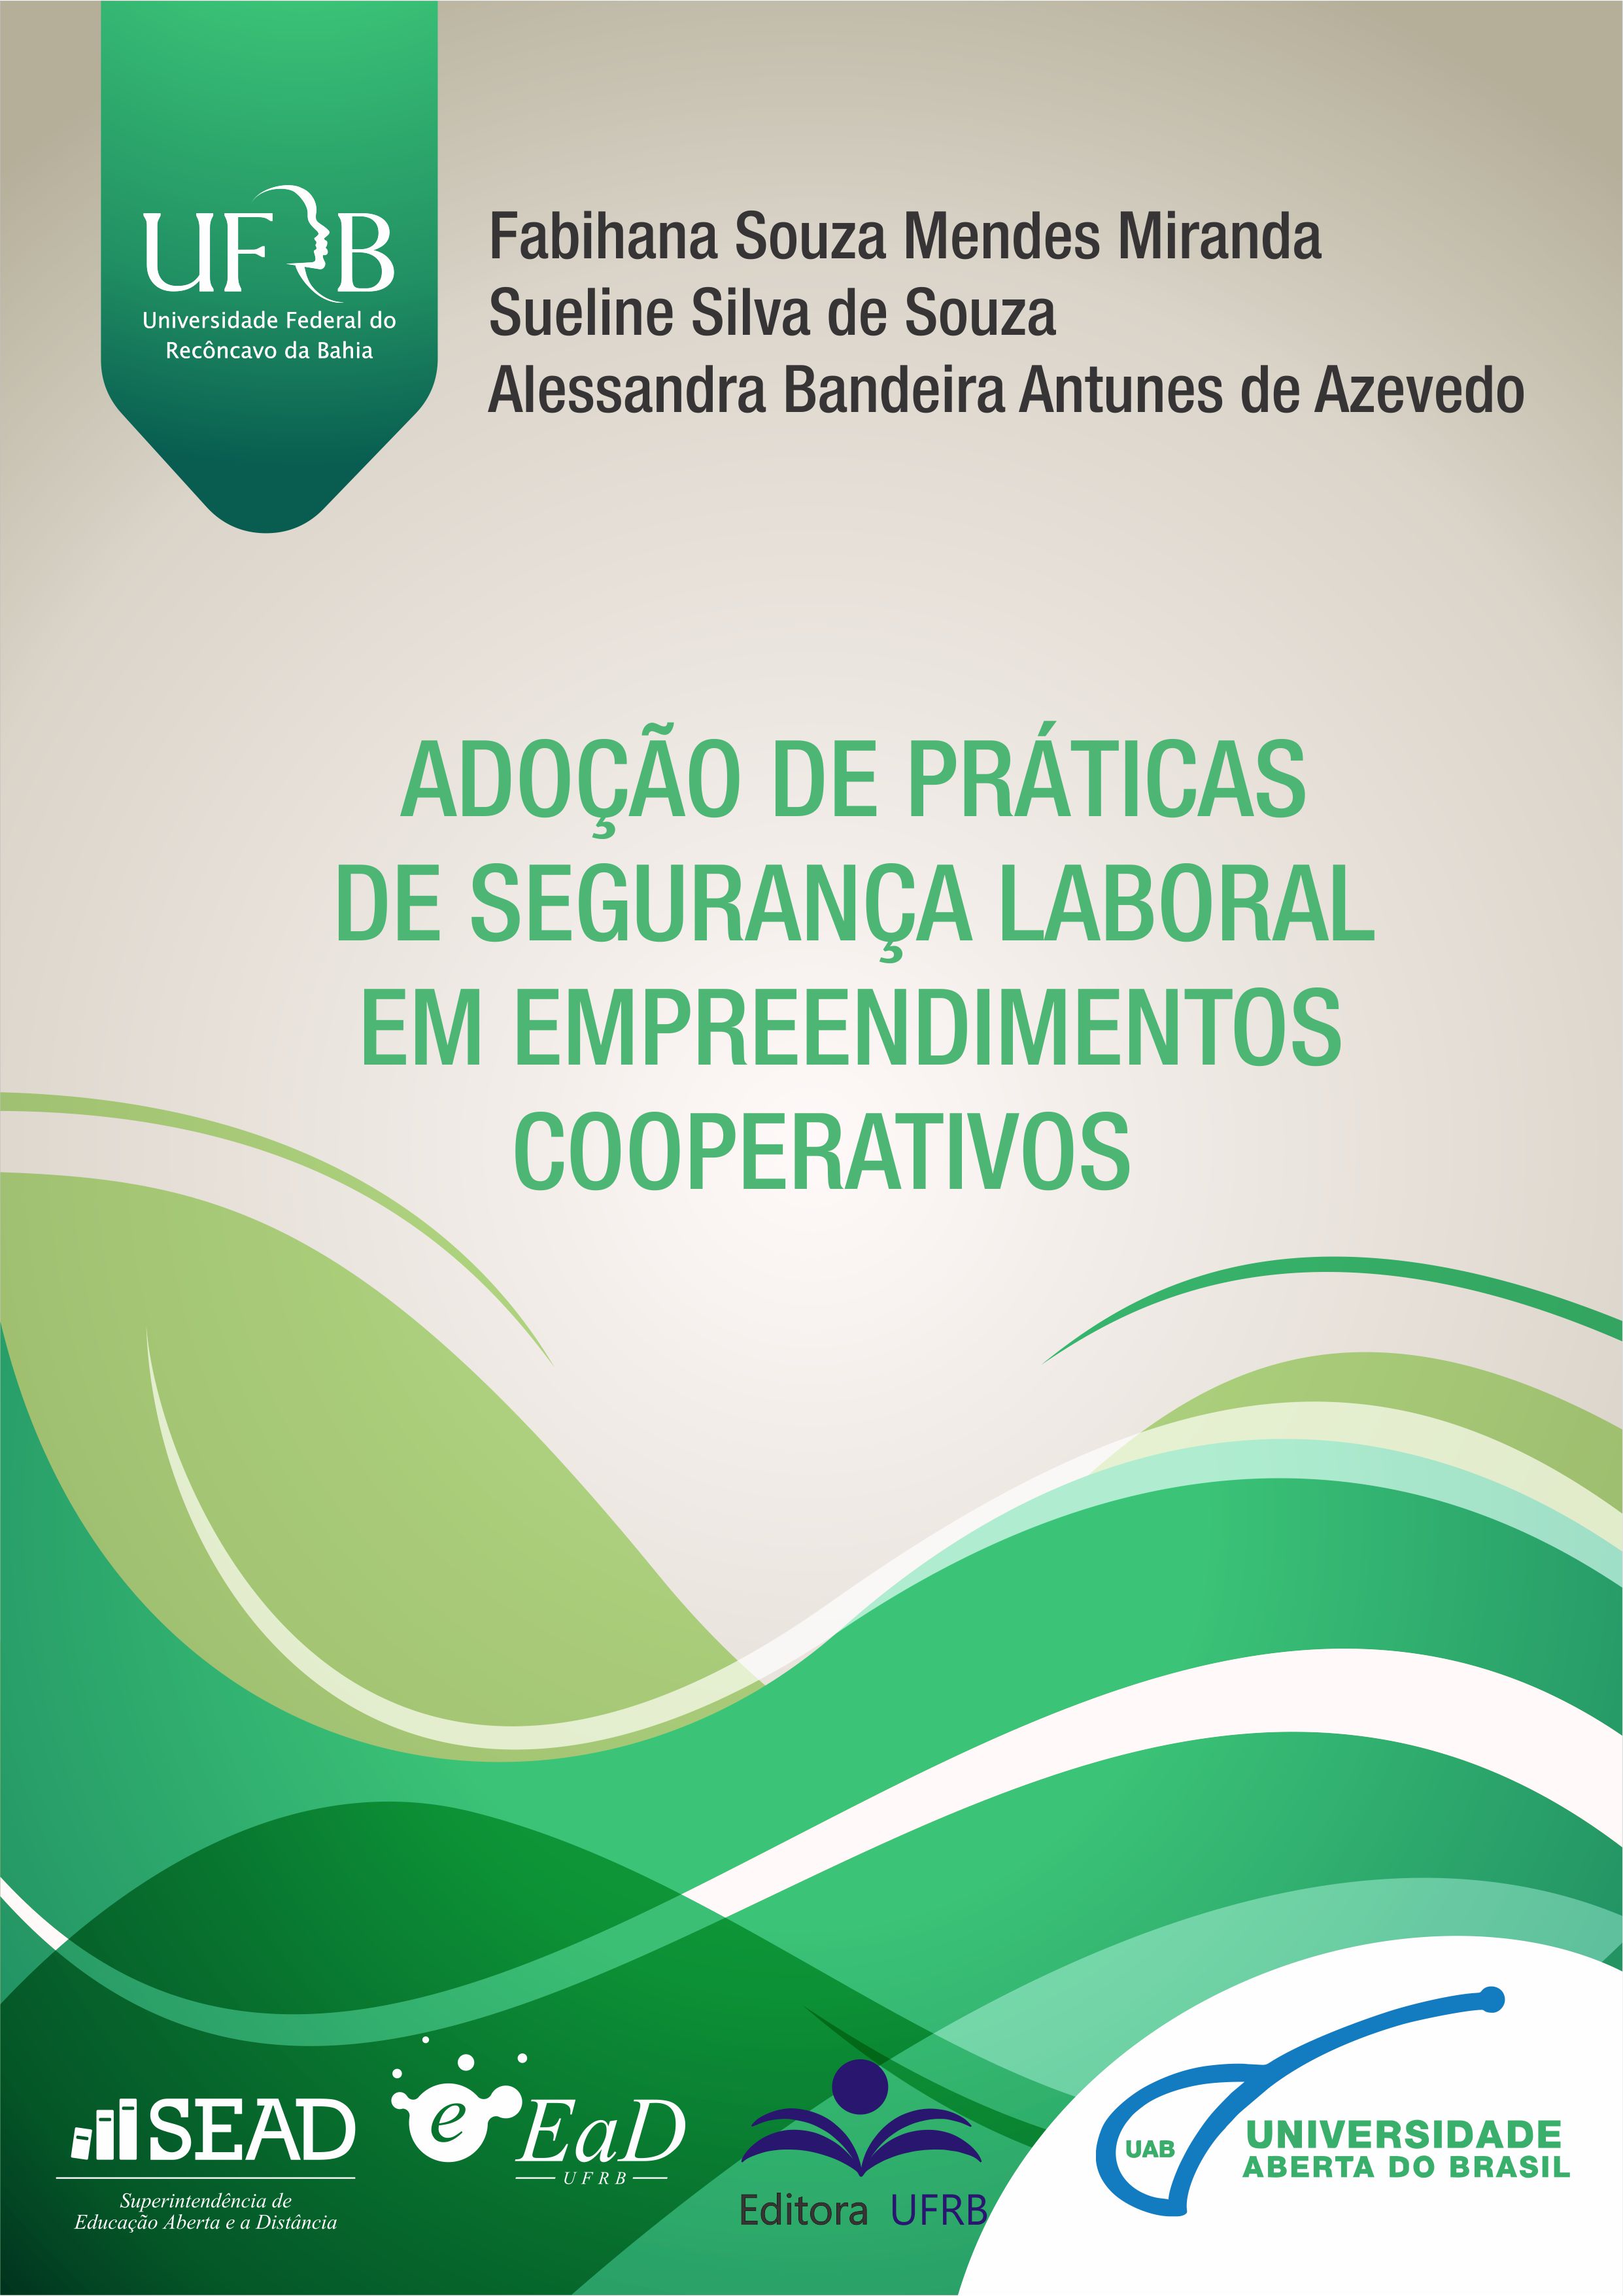 UFRB
Universidade Federal do
Recôncavo da Bahia
Fabihana Souza Mendes Miranda
Sueline Silva de Souza
Alessandra Bandeira Antunes de Azevedo
ADOÇÃO DE PRÁTICAS
DE SEGURANÇA LABORAL
EM EMPREENDIMENTOS
COOPERATIVOS
SEAD
Superintendência de
Educação Aberta e a Distância
e EaD
UFRB
Editora UFRB
UAB
UNIVERSIDADE
ABERTA DO BRASIL